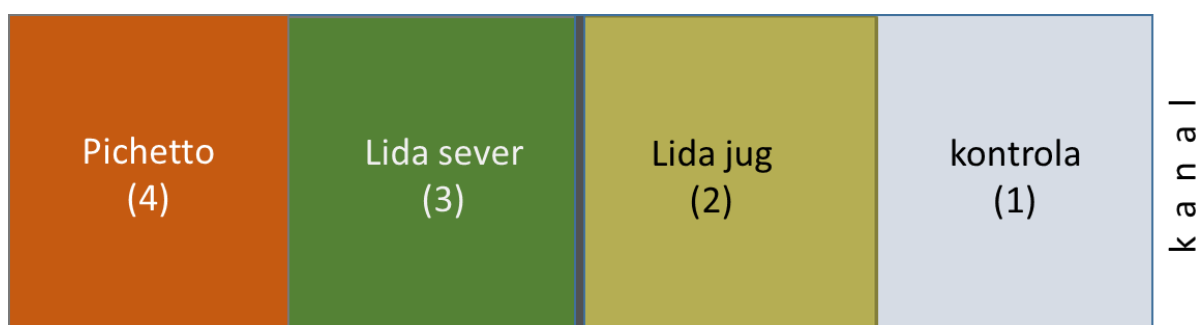 Pichetto
(4)
Lida sever
(3)
Lida jug
(2)
kontrola
(1)
kanal